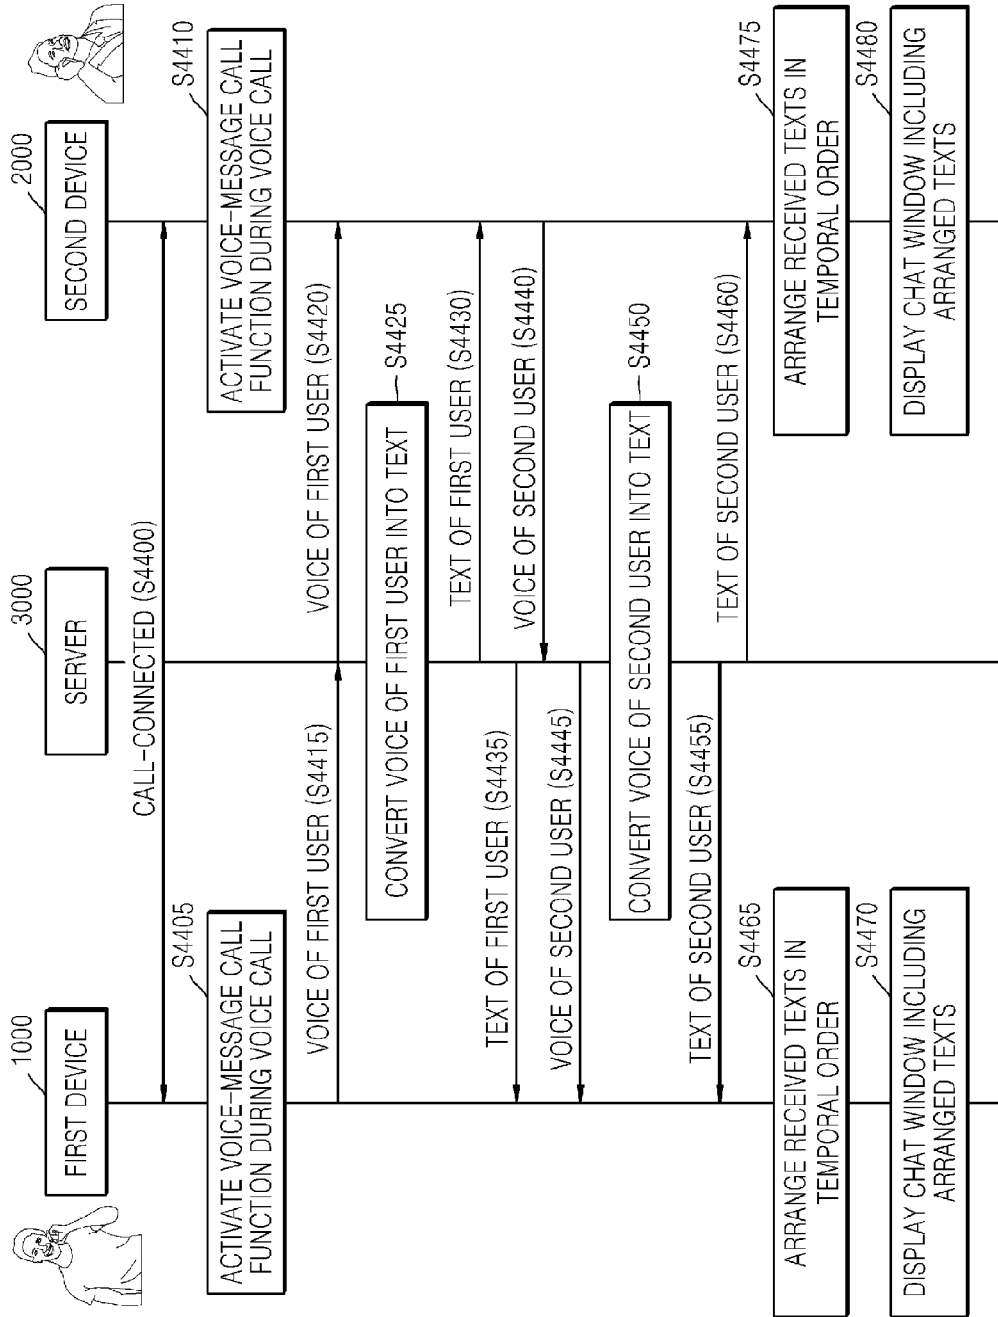 1000
FIRST DEVICE
3000
SERVER
2000
SECOND DEVICE
CALL-CONNECTED (S4400)
S4405
ACTIVATE VOICE-MESSAGE CALL
FUNCTION DURING VOICE CALL
S4410
ACTIVATE VOICE-MESSAGE CALL
FUNCTION DURING VOICE CALL
VOICE OF FIRST USER (S4415)
VOICE OF FIRST USER (S4420)
CONVERT VOICE OF FIRST USER INTO TEXT
S4425
TEXT OF FIRST USER (S4430)
TEXT OF FIRST USER (S4435)
VOICE OF SECOND USER (S4440)
VOICE OF SECOND USER (S4445)
CONVERT VOICE OF SECOND USER INTO TEXT
S4450
TEXT OF SECOND USER (S4455)
TEXT OF SECOND USER (S4460)
S4465
ARRANGE RECEIVED TEXTS IN
TEMPORAL ORDER
S4475
ARRANGE RECEIVED TEXTS IN
TEMPORAL ORDER
S4470
DISPLAY CHAT WINDOW INCLUDING
ARRANGED TEXTS
S4480
DISPLAY CHAT WINDOW INCLUDING
ARRANGED TEXTS